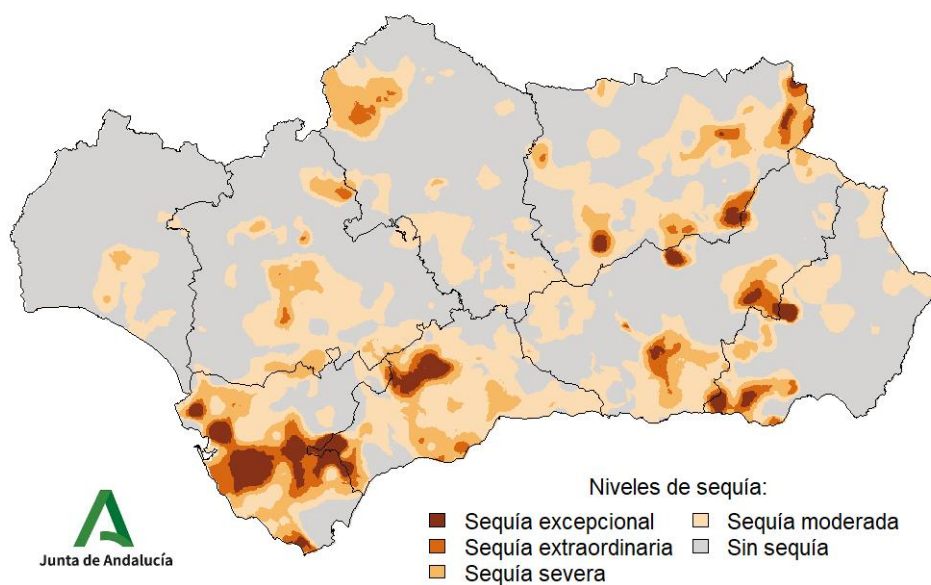 Niveles de sequía:
Sequía excepcional
Sequía extraordinaria
Sequía severa
Sequía moderada
Sin sequía
Junta de Andalucía